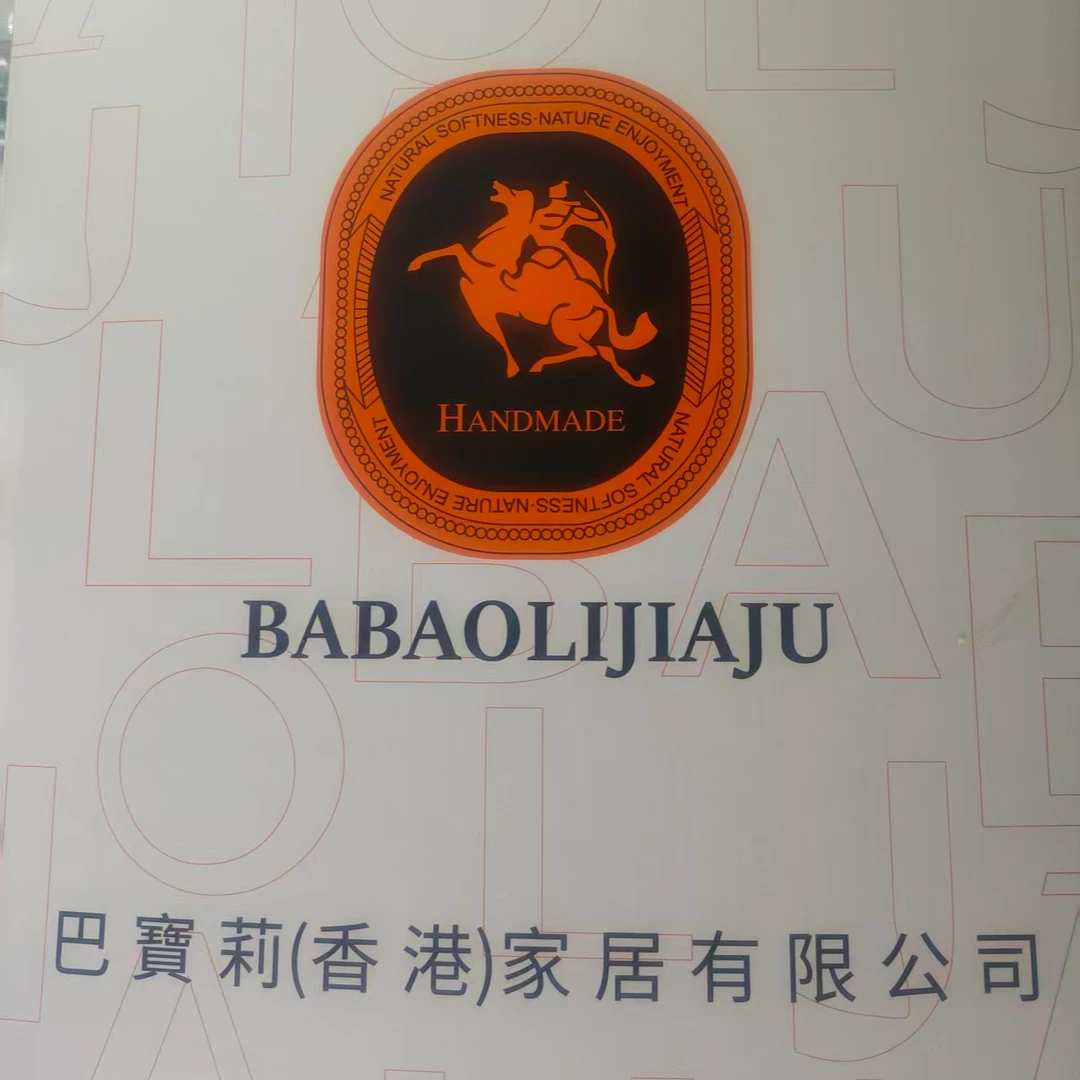 NATURAL SOFTNESS·NATURE ENJOYMENT
HANDMADE
NATURAL SOFTNESS·NATURE ENJOYMENT
BABAOLIJIAJU
巴寶莉(香港)家居有限公司